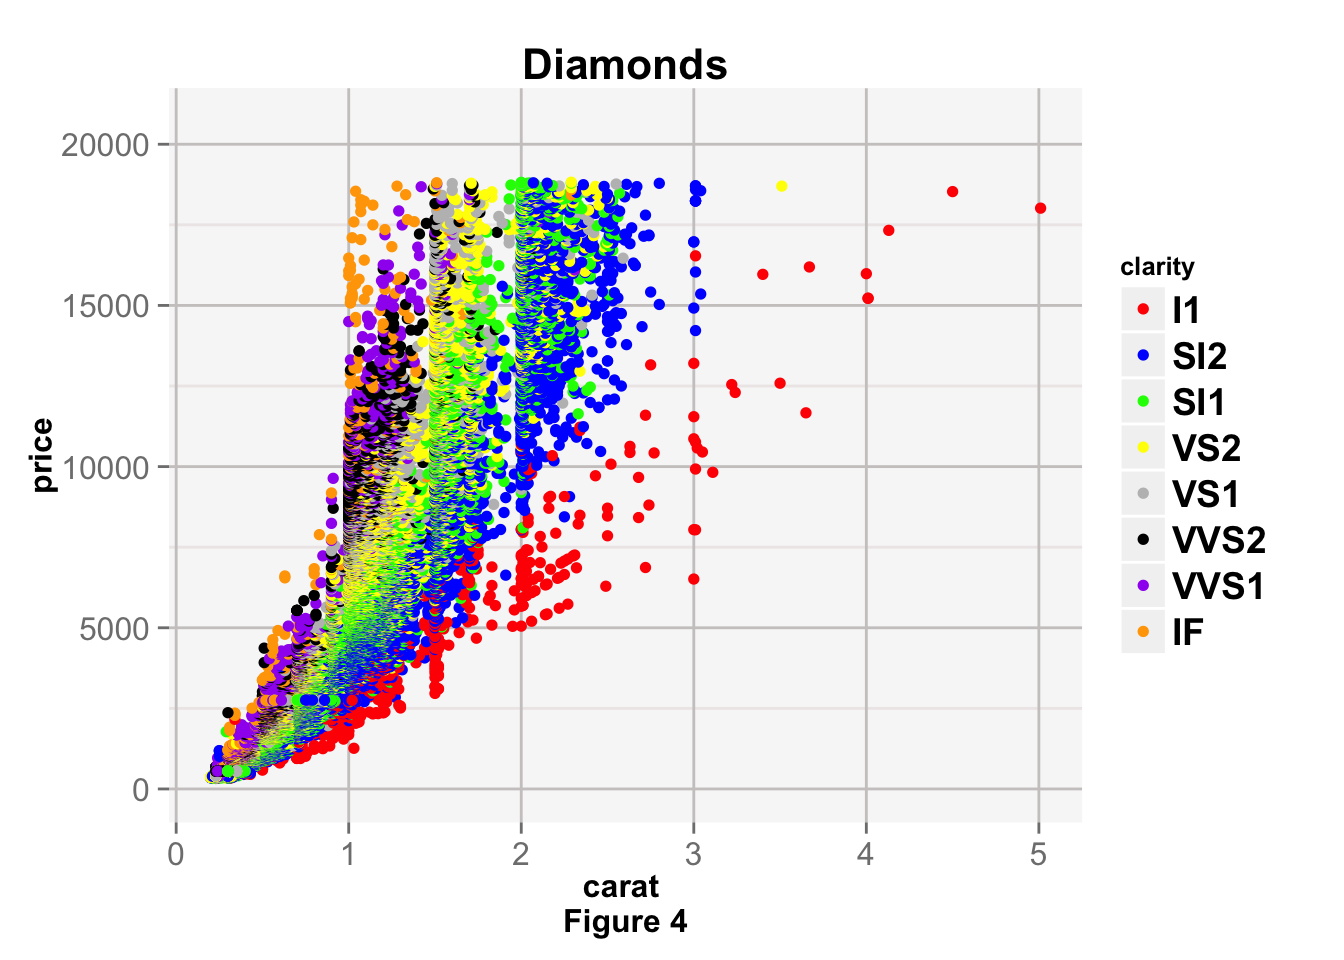 Diamonds
20000
15000
10000
5000
0
price
0 1 2 3 4 5
carat
Figure 4
clarity
I1
SI2
SI1
VS2
VS1
VVS2
VVS1
IF